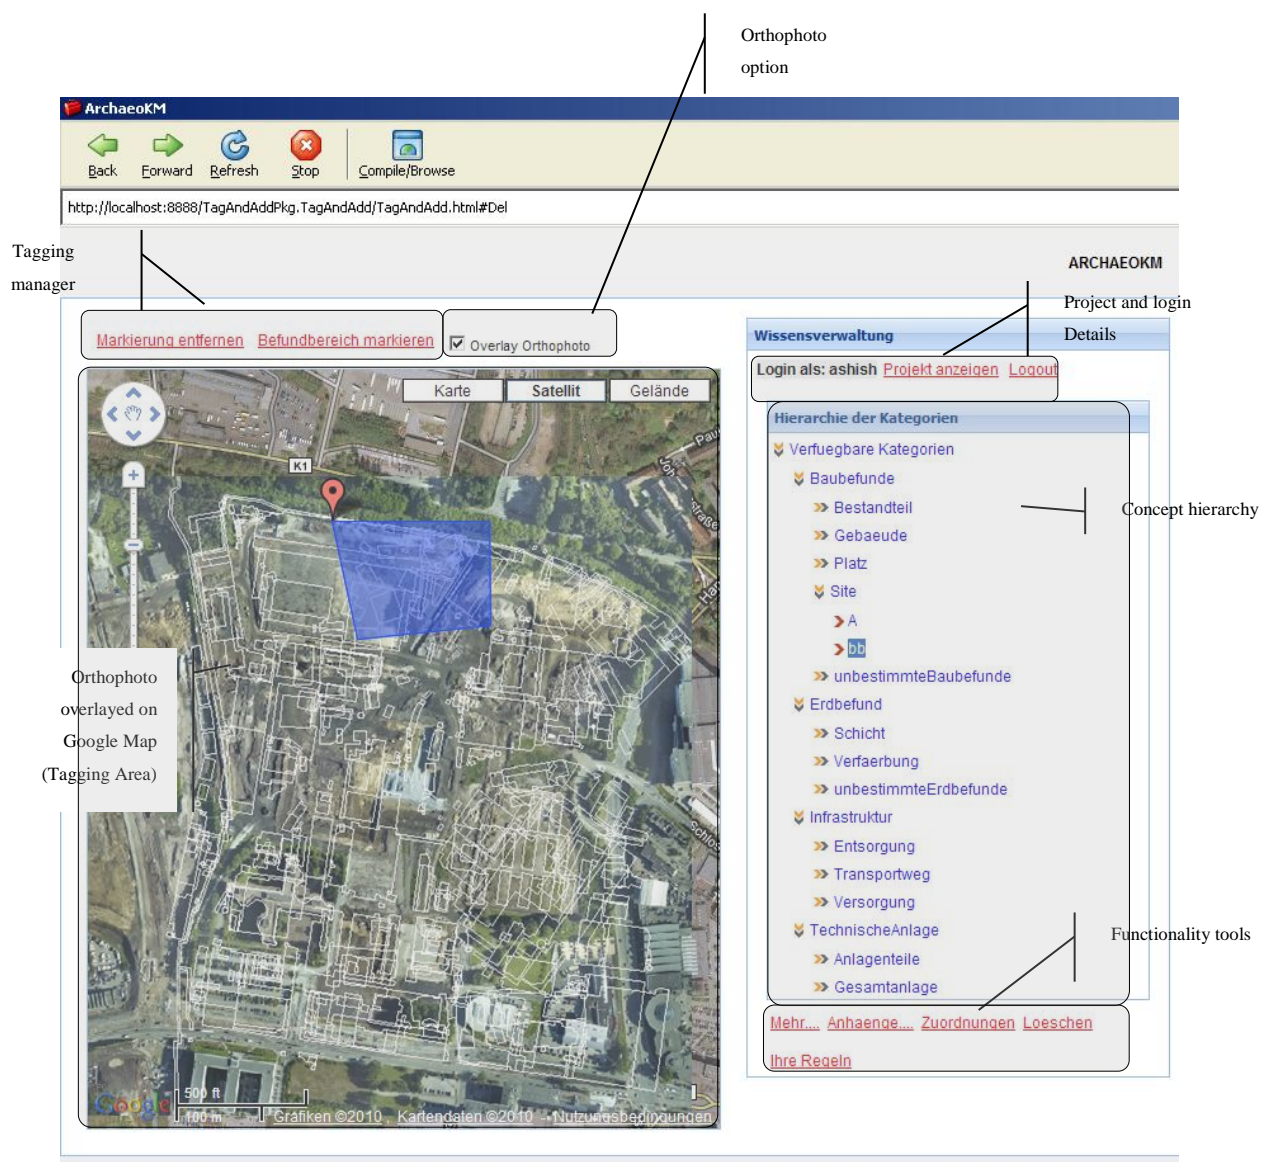 Orthophoto
option
ArchaeoKM
Back Forward Refresh Stop Compile/Browse
http://localhost:8888/TagAndAddPkg.TagAndAdd/TagAndAdd.html#Del
Tagging
manager
ARCHAEOKM
Project and login
Details
Markierung entfernen Befundbereich markieren Overlay Orthophoto
Wissensverwaltung
Login als: ashish Projekt anzeigen Logout
Karte Satellit Gelände
K1
Hierarchie der Kategorien
Verfuegbare Kategorien
Baubefunde
Bestandteil
Concept hierarchy
Gebaeude
Platz
Site
A
bb
unbestimmteBaubefunde
Orthophoto
overlayed on
Google Map
(Tagging Area)
Erdbefund
Schicht
Verfaerbung
unbestimmteErdbefunde
Infrastruktur
Entsorgung
Transportweg
Versorgung
TechnischeAnlage
Functionality tools
Anlagenteile
Gesamtanlage
Mehr.... Anhaenge.... Zuordnungen Loeschen
Ihre Regeln
Google
500 ft
100 m
Grafiken ©2010 , Kartendaten ©2010 - Nutzungsbedingungen